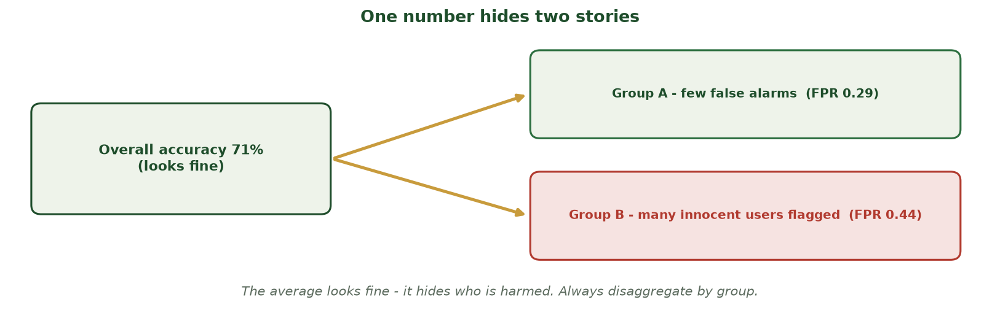 One number hides two stories
Overall accuracy 71%
(looks fine)
Group A - few false alarms  (FPR 0.29)
Group B - many innocent users flagged  (FPR 0.44)
The average looks fine - it hides who is harmed. Always disaggregate by group.